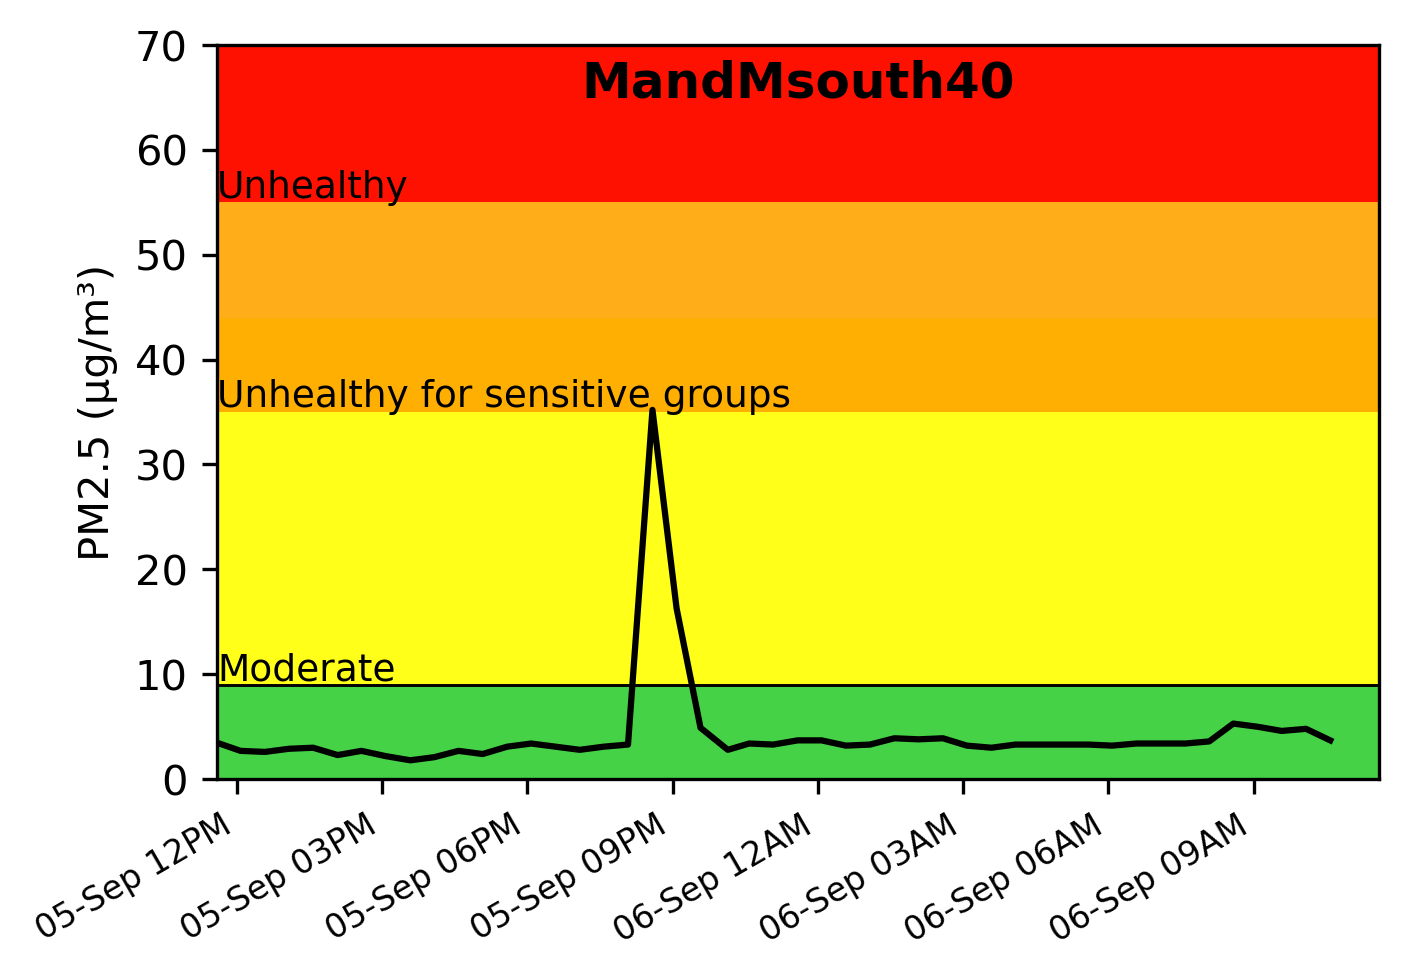 MandMsouth40
70
60
Unhealthy
50
40
Unhealthy for sensitive groups
30
20
10
Moderate
0
PM2.5 (µg/m³)
05-Sep 12PM
05-Sep 03PM
05-Sep 06PM
05-Sep 09PM
06-Sep 12AM
06-Sep 03AM
06-Sep 06AM
06-Sep 09AM